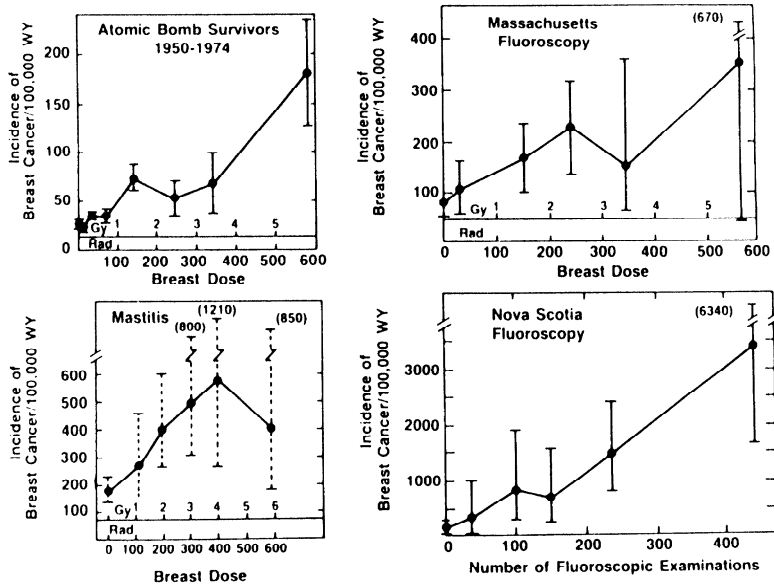 Atomic Bomb Survivors
1950-1974
Incidence of
Breast Cancer/100,000 WY
200
150
100
50
0
Gy 1 2 3 4 5
Rad
100 200 300 400 500 600
Breast Dose
Massachusetts
Fluoroscopy
(670)
Incidence of
Breast Cancer/100,000 WY
400
300
200
100
Gy 1 2 3 4 5
Rad
0 100 200 300 400 500
Breast Dose
Mastitis
(800)
(1210)
(850)
Incidence of
Breast Cancer/100,000 WY
600
500
400
300
200
100
Gy 1 2 3 4 5 6
Rad
0 100 200 300 400 500 600
Breast Dose
Nova Scotia
Fluoroscopy
(6340)
Incidence of
Breast Cancer/100,000 WY
3000
2000
1000
0 100 200 300 400
Number of Fluoroscopic Examinations